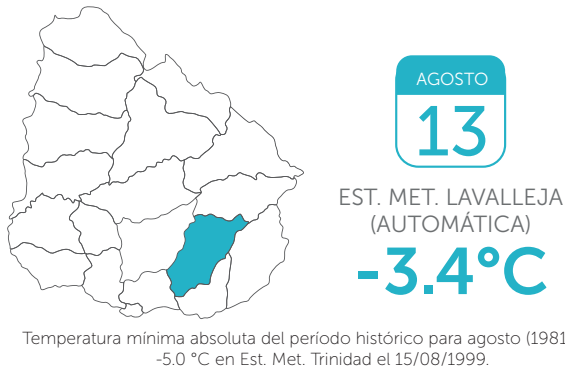 AGOSTO
13
EST. MET. LAVALLEJA
(AUTOMÁTICA)
-3.4°C
Temperatura mínima absoluta del período histórico para agosto (1981
-5.0 °C en Est. Met. Trinidad el 15/08/1999.